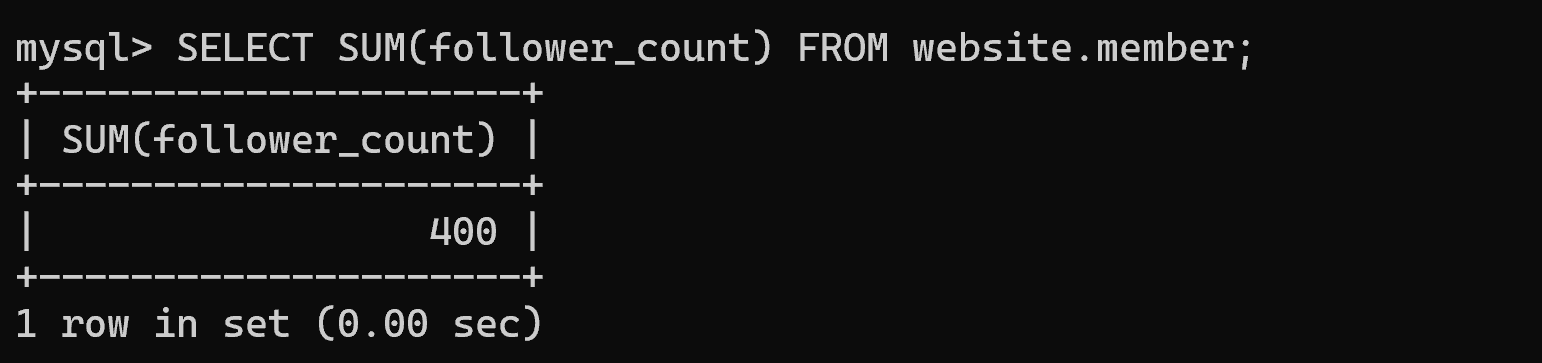 mysql> SELECT SUM(follower_count) FROM website.member;
+---------------------+
| SUM(follower_count) |
+---------------------+
|                 400 |
+---------------------+
1 row in set (0.00 sec)